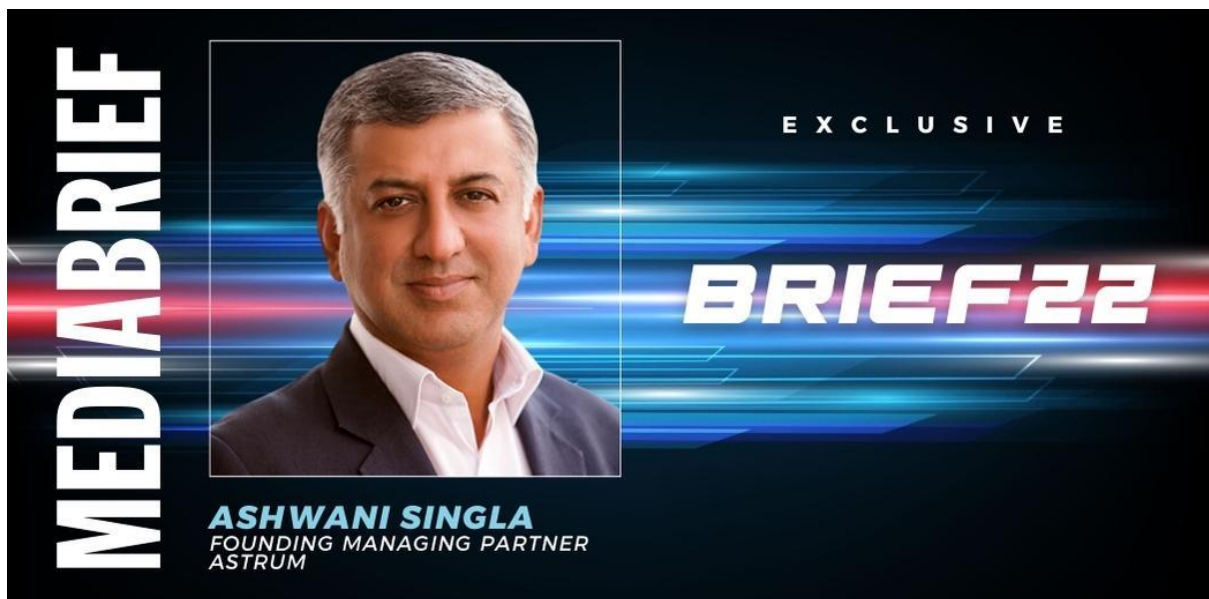 MEDIABRIEF
EXCLUSIVE
BRIEF22
ASHWANI SINGLA
FOUNDING MANAGING PARTNER
ASTRUM